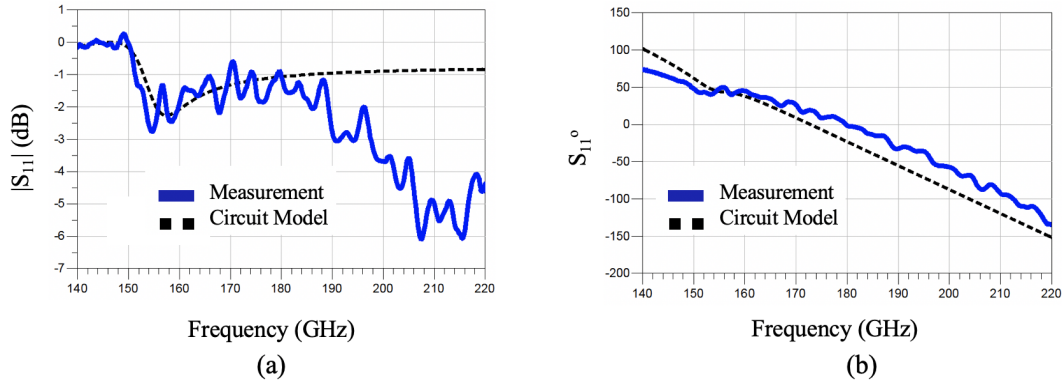 1
0
-1
-2
-3
-4
-5
-6
-7
|S11| (dB)
Measurement
Circuit Model
140 150 160 170 180 190 200 210 220
Frequency (GHz)
(a)
150
100
50
0
-50
-100
-150
-200
S11º
Measurement
Circuit Model
140 150 160 170 180 190 200 210 220
Frequency (GHz)
(b)